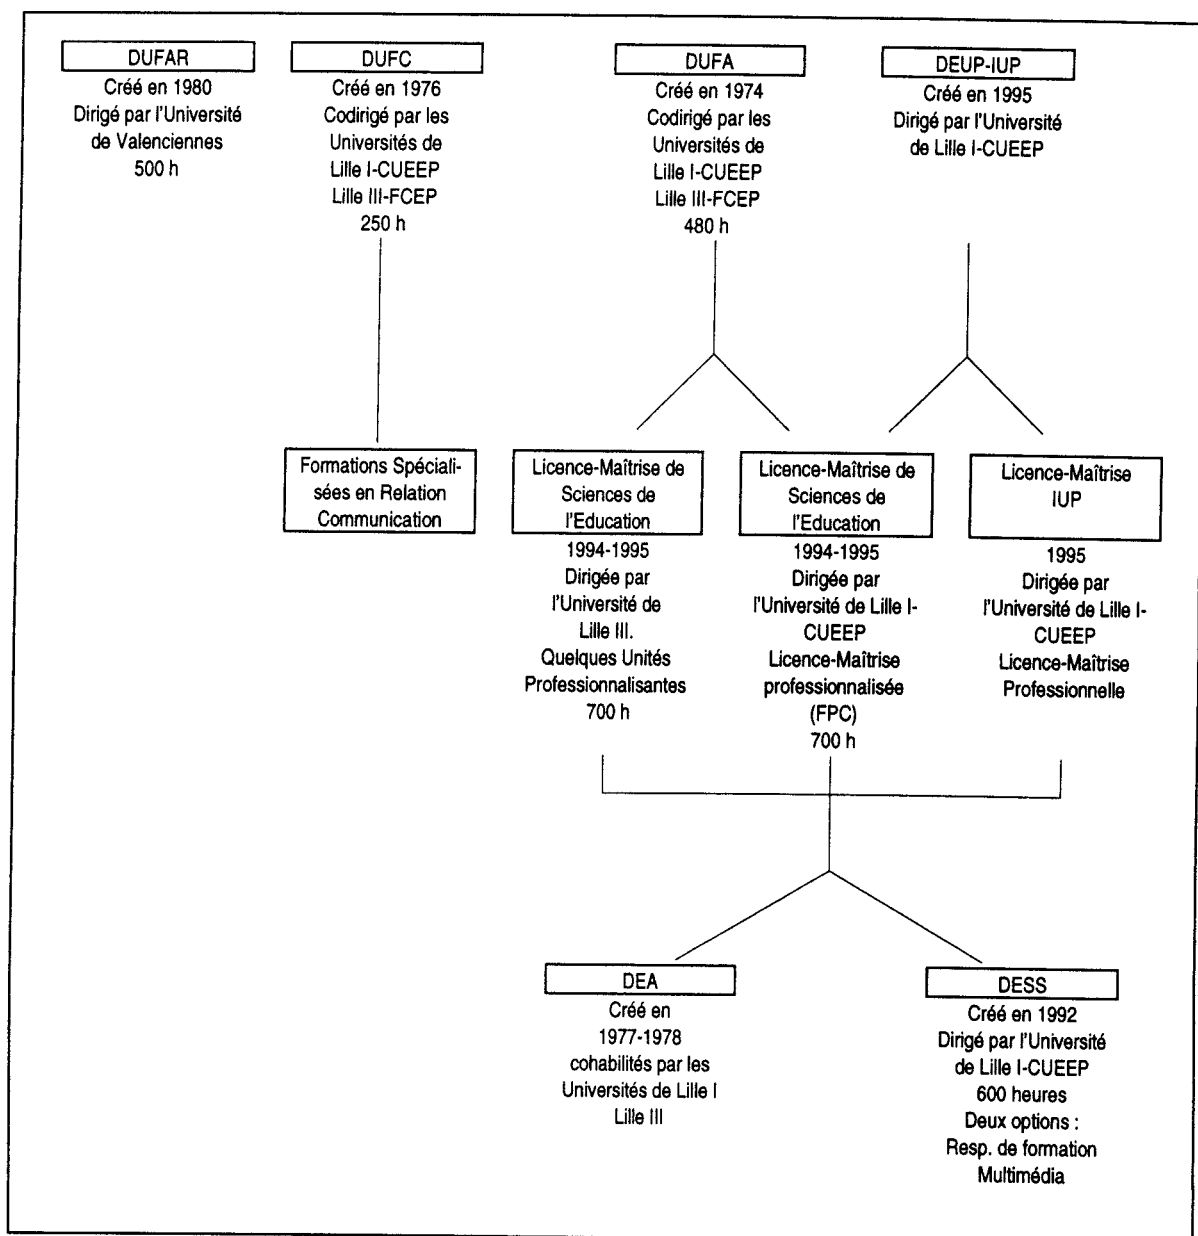 DUFAR
Créé en 1980
Dirigé par l'Université
de Valenciennes
500 h
DUFC
Créé en 1976
Codirigé par les
Universités de
Lille I-CUEEP
Lille III-FCEP
250 h
DUFA
Créé en 1974
Codirigé par les
Universités de
Lille I-CUEEP
Lille III-FCEP
480 h
DEUP-IUP
Créé en 1995
Dirigé par l'Université
de Lille I-CUEEP
Formations Spéciali-
sées en Relation
Communication
Licence-Maîtrise de
Sciences de
l'Education
1994-1995
Dirigée par
l'Université de
Lille III.
Quelques Unités
Professionnalisantes
700 h
Licence-Maîtrise de
Sciences de
l'Education
1994-1995
Dirigée par
l'Université de Lille I-
CUEEP
Licence-Maîtrise
professionnalisée
(FPC)
700 h
Licence-Maîtrise
IUP
1995
Dirigée par
l'Université de Lille I-
CUEEP
Licence-Maîtrise
Professionnelle
DEA
Créé en
1977-1978
cohabilités par les
Universités de Lille I
Lille III
DESS
Créé en 1992
Dirigé par l'Université
de Lille I-CUEEP
600 heures
Deux options :
Resp. de formation
Multimédia